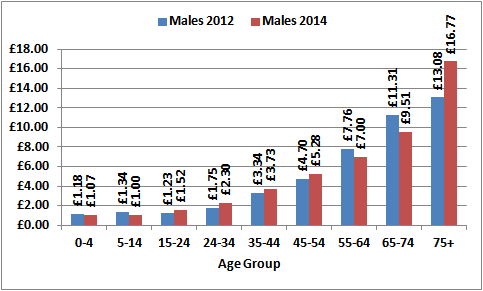 Males 2012 Males 2014
£18.00
£16.00
£14.00
£12.00
£10.00
£8.00
£6.00
£4.00
£2.00
£0.00
£1.18 £1.07 £1.34 £1.00 £1.23 £1.52 £1.75 £2.30 £3.34 £3.73 £4.70 £5.28 £7.76 £7.00 £11.31 £9.51 £13.08 £16.77
0-4 5-14 15-24 24-34 35-44 45-54 55-64 65-74 75+
Age Group